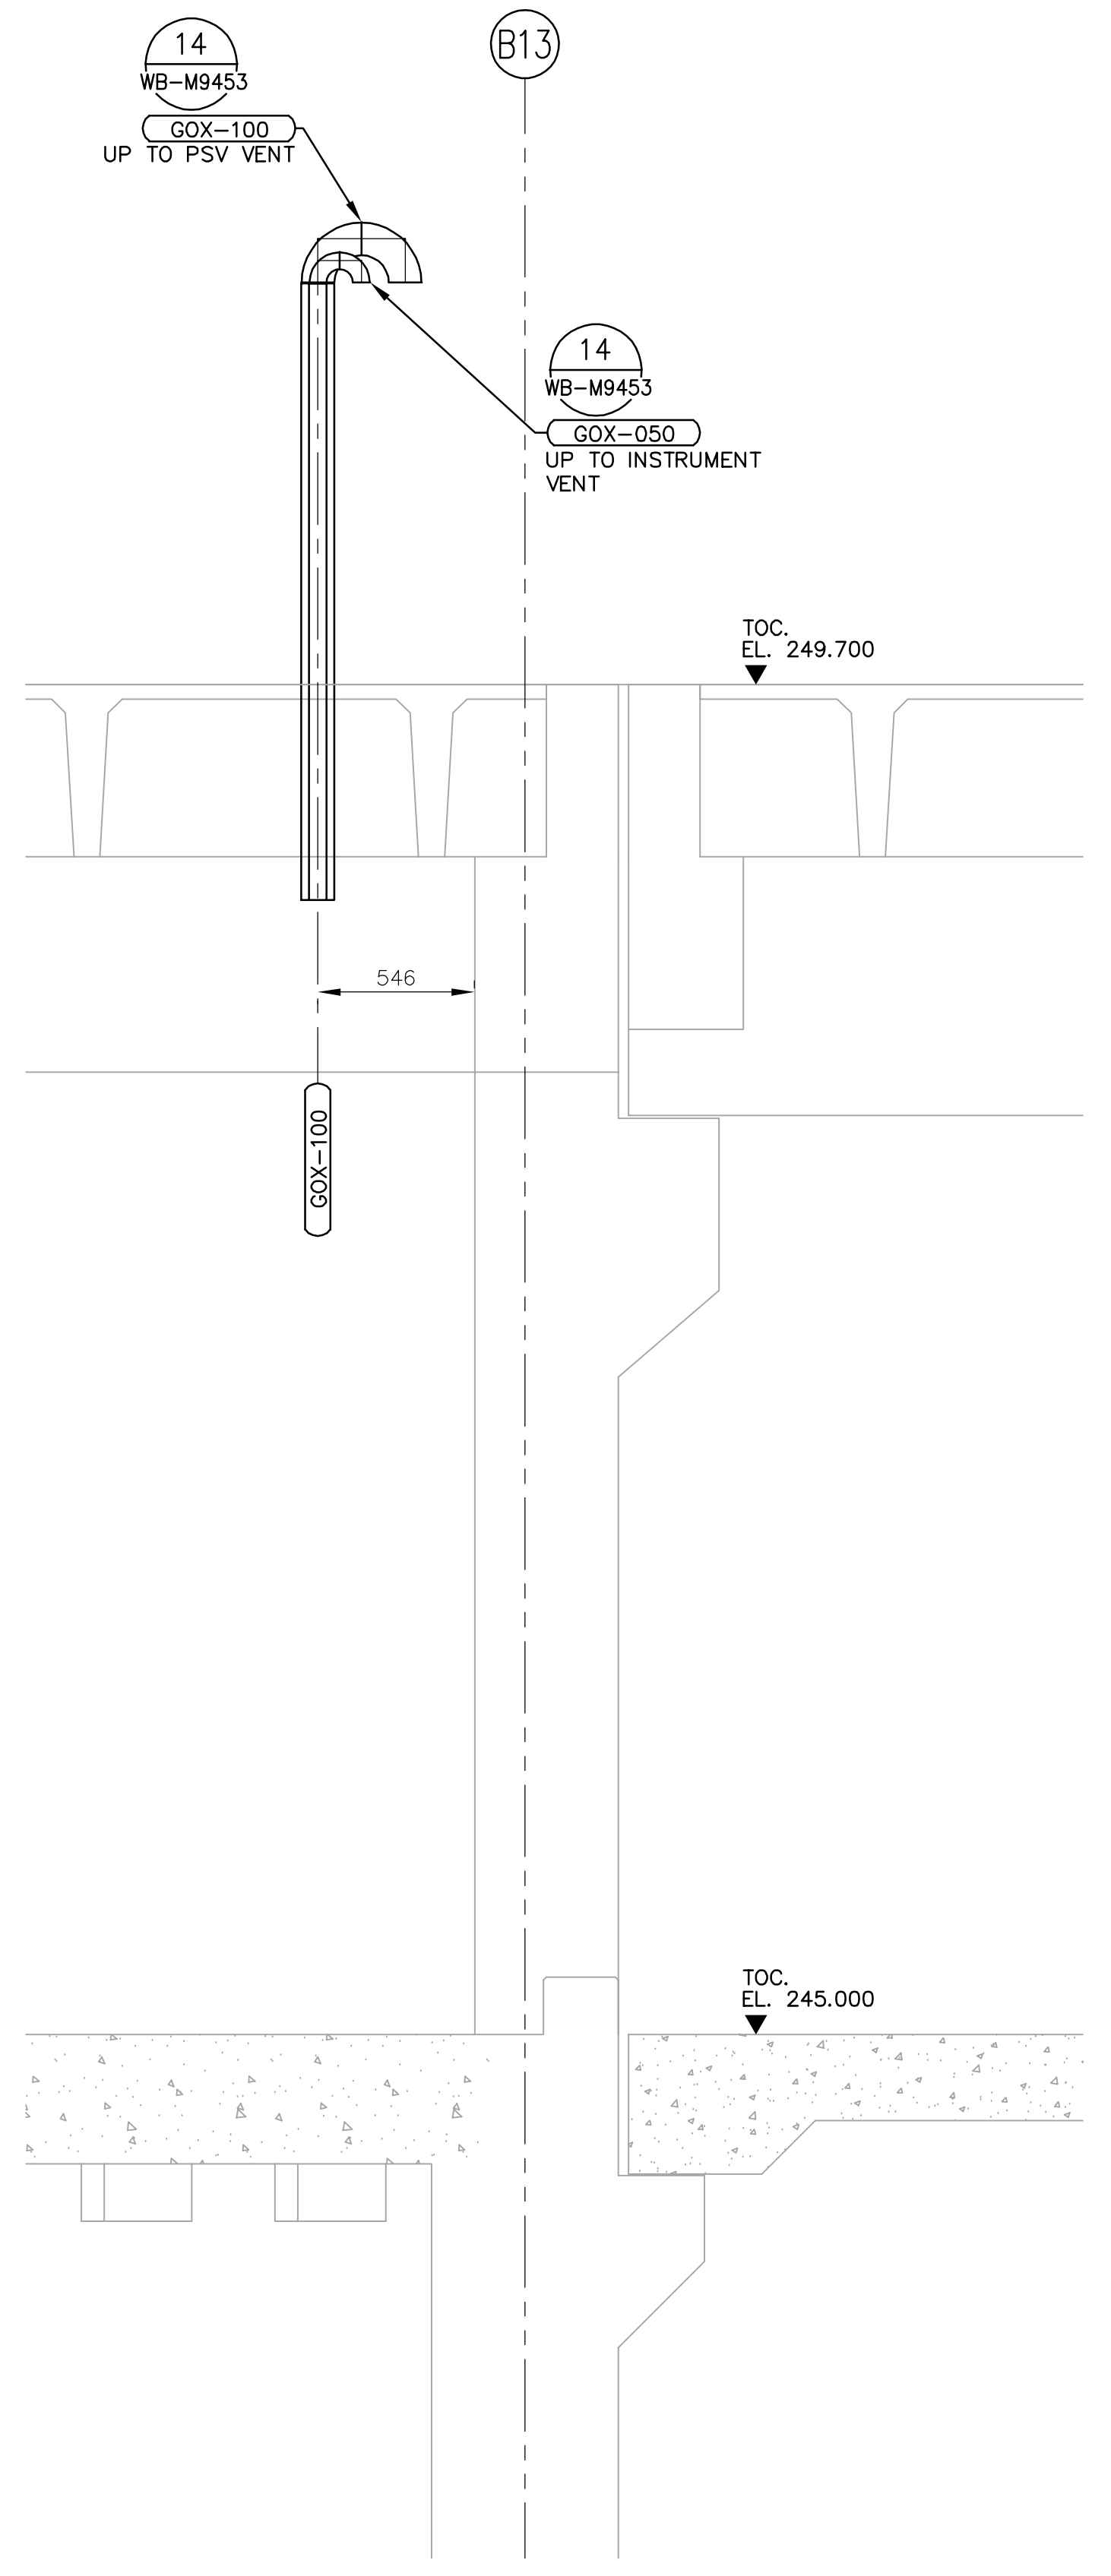 14
WB-M9453
GOX-100
UP TO PSV VENT
B13
14
WB-M9453
GOX-050
UP TO INSTRUMENT
VENT
TOC.
EL. 249.700
546
GOX-100
TOC.
EL. 245.000